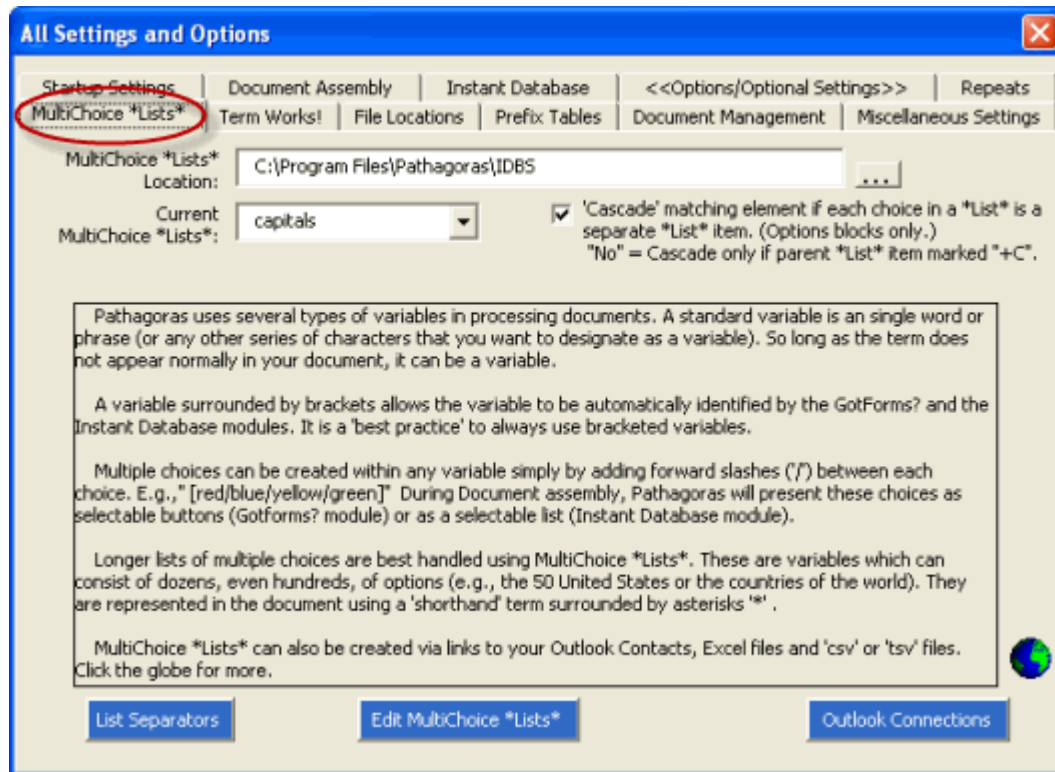 All Settings and Options
Startup Settings Document Assembly Instant Database <<Options/Optional Settings>> Repeats
MultiChoice *Lists* Term Works! File Locations Prefix Tables Document Management Miscellaneous Settings
MultiChoice *Lists*
Location:
C:\Program Files\Pathagoras\IDBS
...
Current
MultiChoice *Lists*:
capitals
'Cascade' matching element if each choice in a *List* is a
separate *List* item. (Options blocks only.)
"No" = Cascade only if parent *List* item marked "+C".
Pathagoras uses several types of variables in processing documents. A standard variable is an single word or
phrase (or any other series of characters that you want to designate as a variable). So long as the term does
not appear normally in your document, it can be a variable.
A variable surrounded by brackets allows the variable to be automatically identified by the GotForms? and the
Instant Database modules. It is a 'best practice' to always use bracketed variables.
Multiple choices can be created within any variable simply by adding forward slashes ('/') between each
choice. E.g.," [red/blue/yellow/green]" During Document assembly, Pathagoras will present these choices as
selectable buttons (Gotforms? module) or as a selectable list (Instant Database module).
Longer lists of multiple choices are best handled using MultiChoice *Lists*. These are variables which can
consist of dozens, even hundreds, of options (e.g., the 50 United States or the countries of the world). They
are represented in the document using a 'shorthand' term surrounded by asterisks '*' .
MultiChoice *Lists* can also be created via links to your Outlook Contacts, Excel files and 'csv' or 'tsv' files.
Click the globe for more.
List Separators Edit MultiChoice *Lists* Outlook Connections